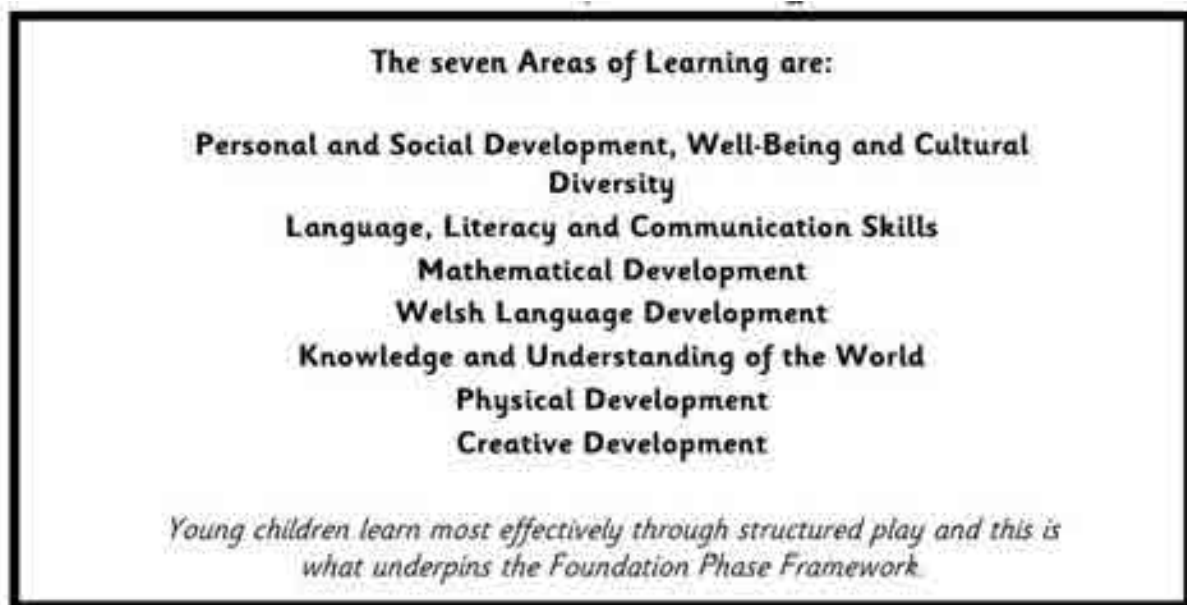 The seven Areas of Learning are:
Personal and Social Development, Well-Being and Cultural
Diversity
Language, Literacy and Communication Skills
Mathematical Development
Welsh Language Development
Knowledge and Understanding of the World
Physical Development
Creative Development
Young children learn most effectively through structured play and this is
what underpins the Foundation Phase Framework.